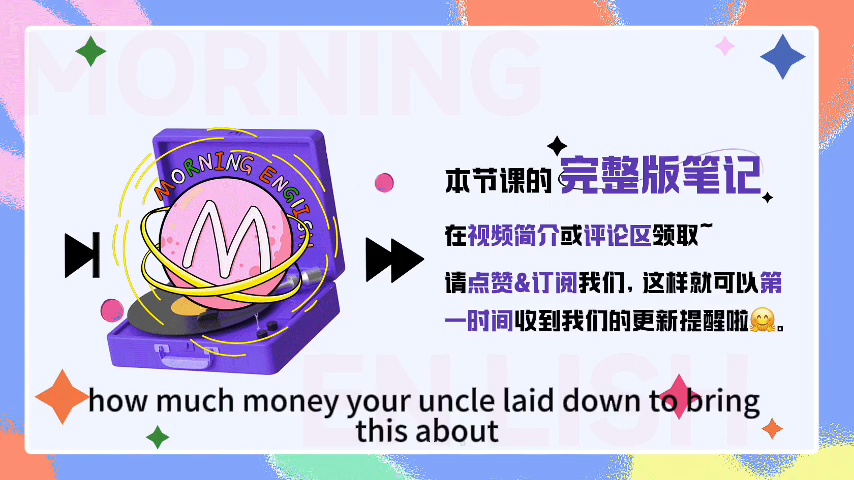 MORNING
MORNING ENGLISH
M
本节课的 完整版笔记
在视频简介或评论区领取~
请点赞&订阅我们, 这样就可以第
一时间收到我们的更新提醒啦🤗。
EN LISH
how much money your uncle laid down to bring
this about